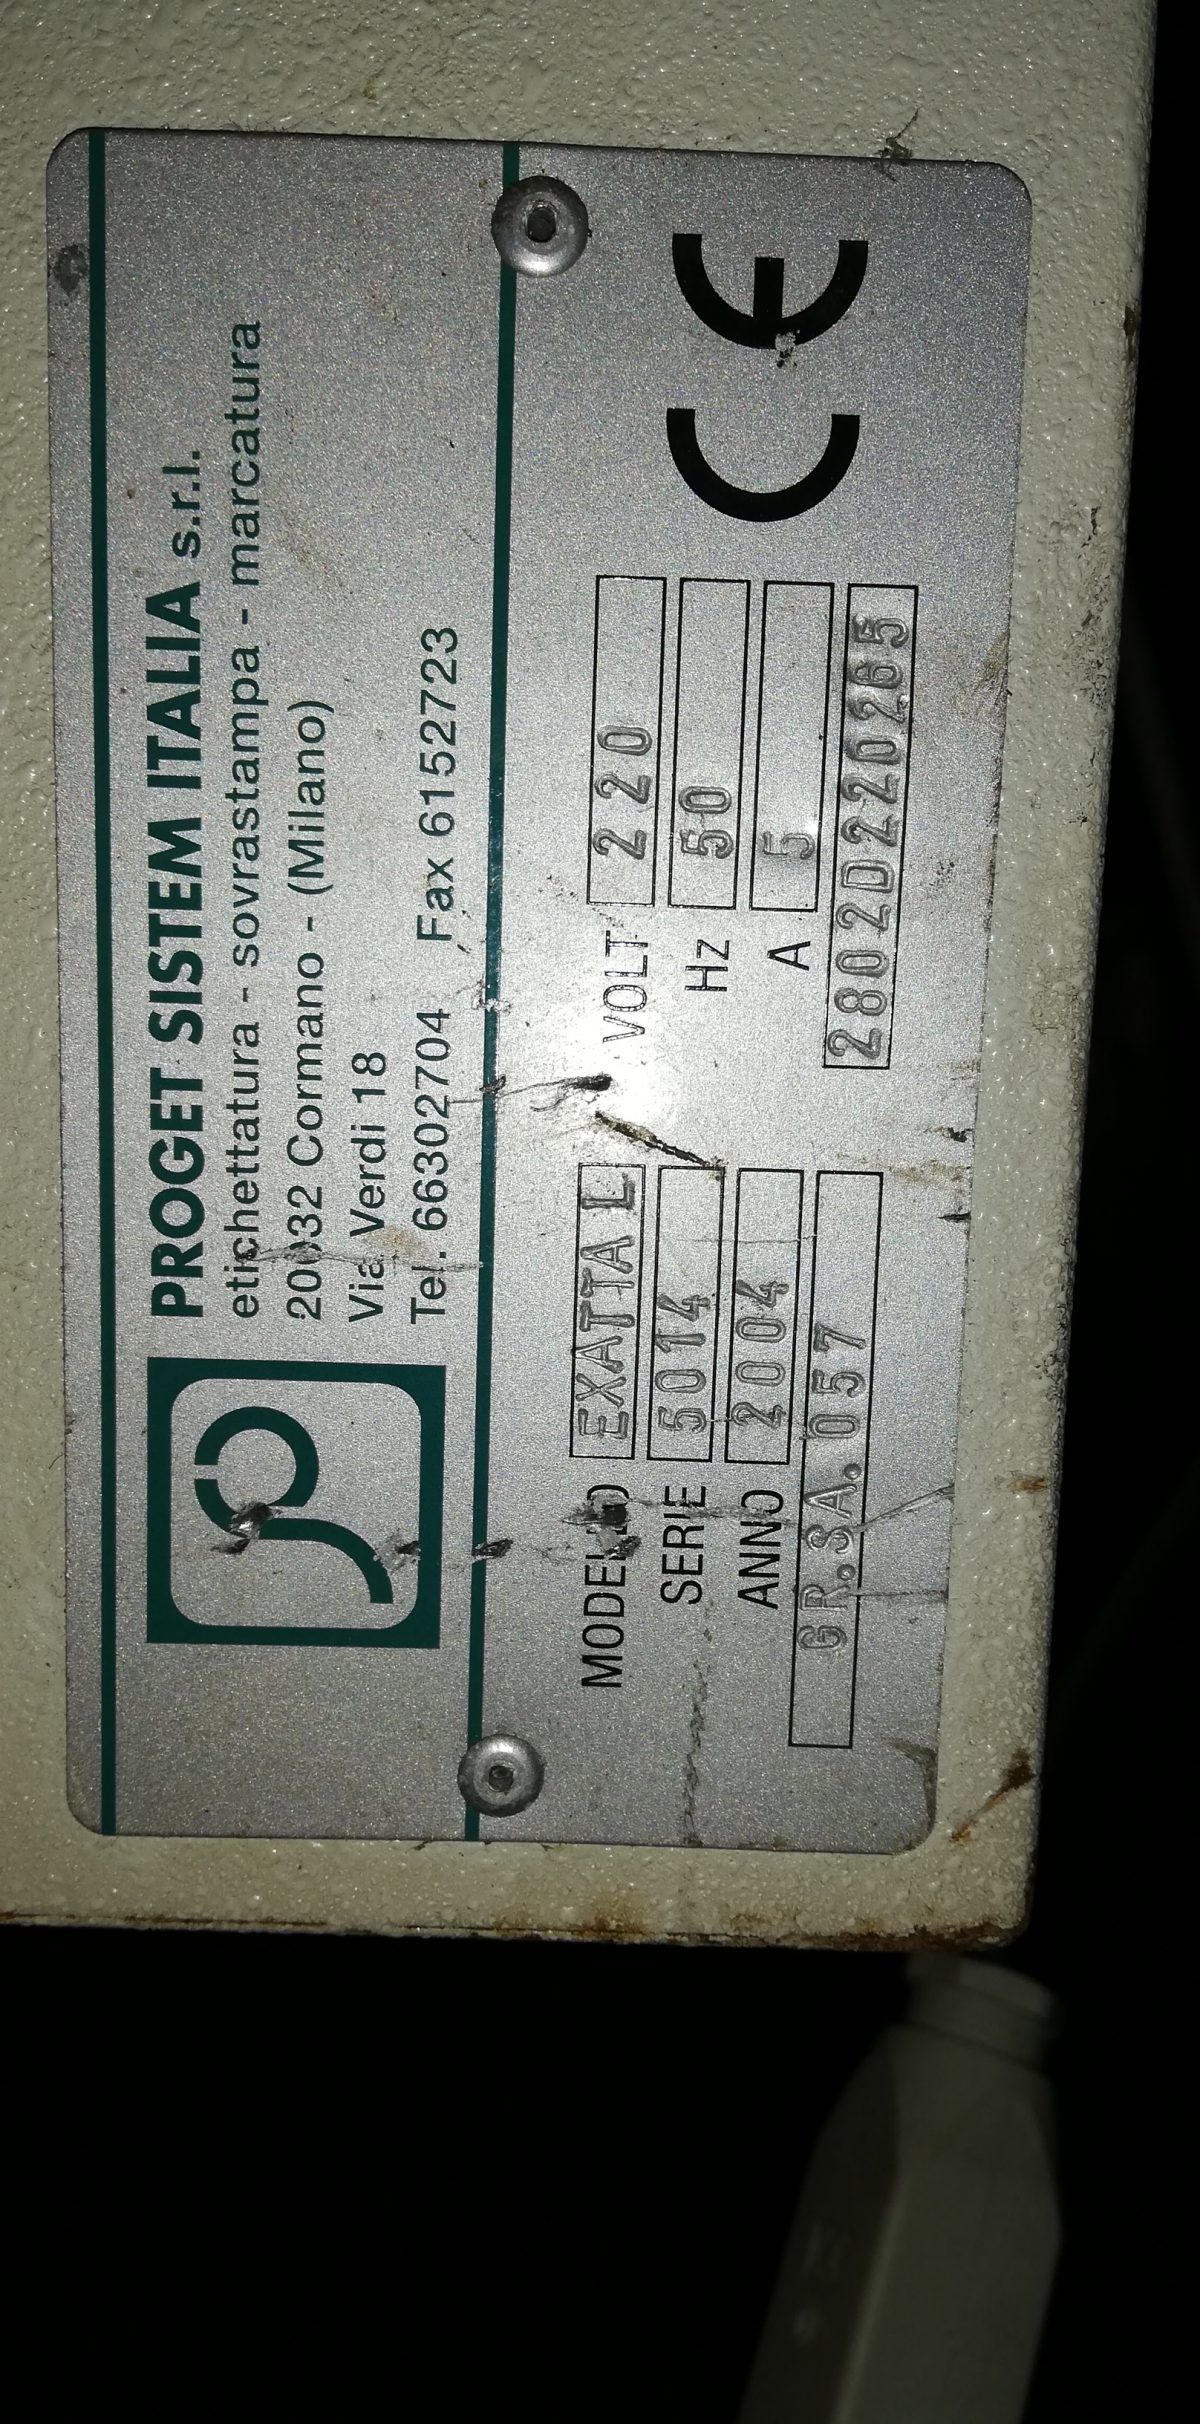 PROGET SISTEM ITALIA s.r.l.
etichettatura - sovrastampa - marcatura
20032 Cormano - (Milano)
Via Verdi 18
Tel. 66302704 Fax 6152723
MODELLO EXATTA L VOLT 220
SERIE 5014 Hz 50
ANNO 2004 A 5
GR.SA.057 2802D220265
CE